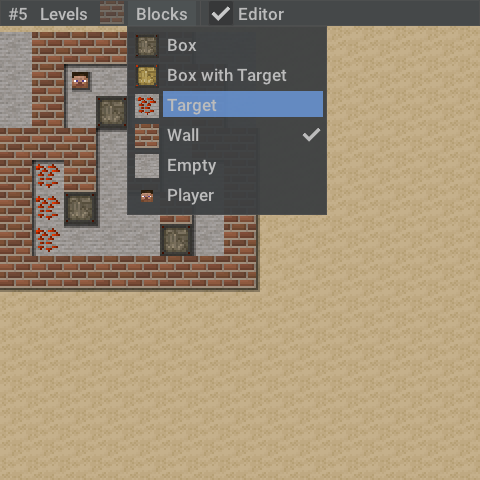 #5 Levels Blocks Editor
Box
Box with Target
Target
Wall
Empty
Player